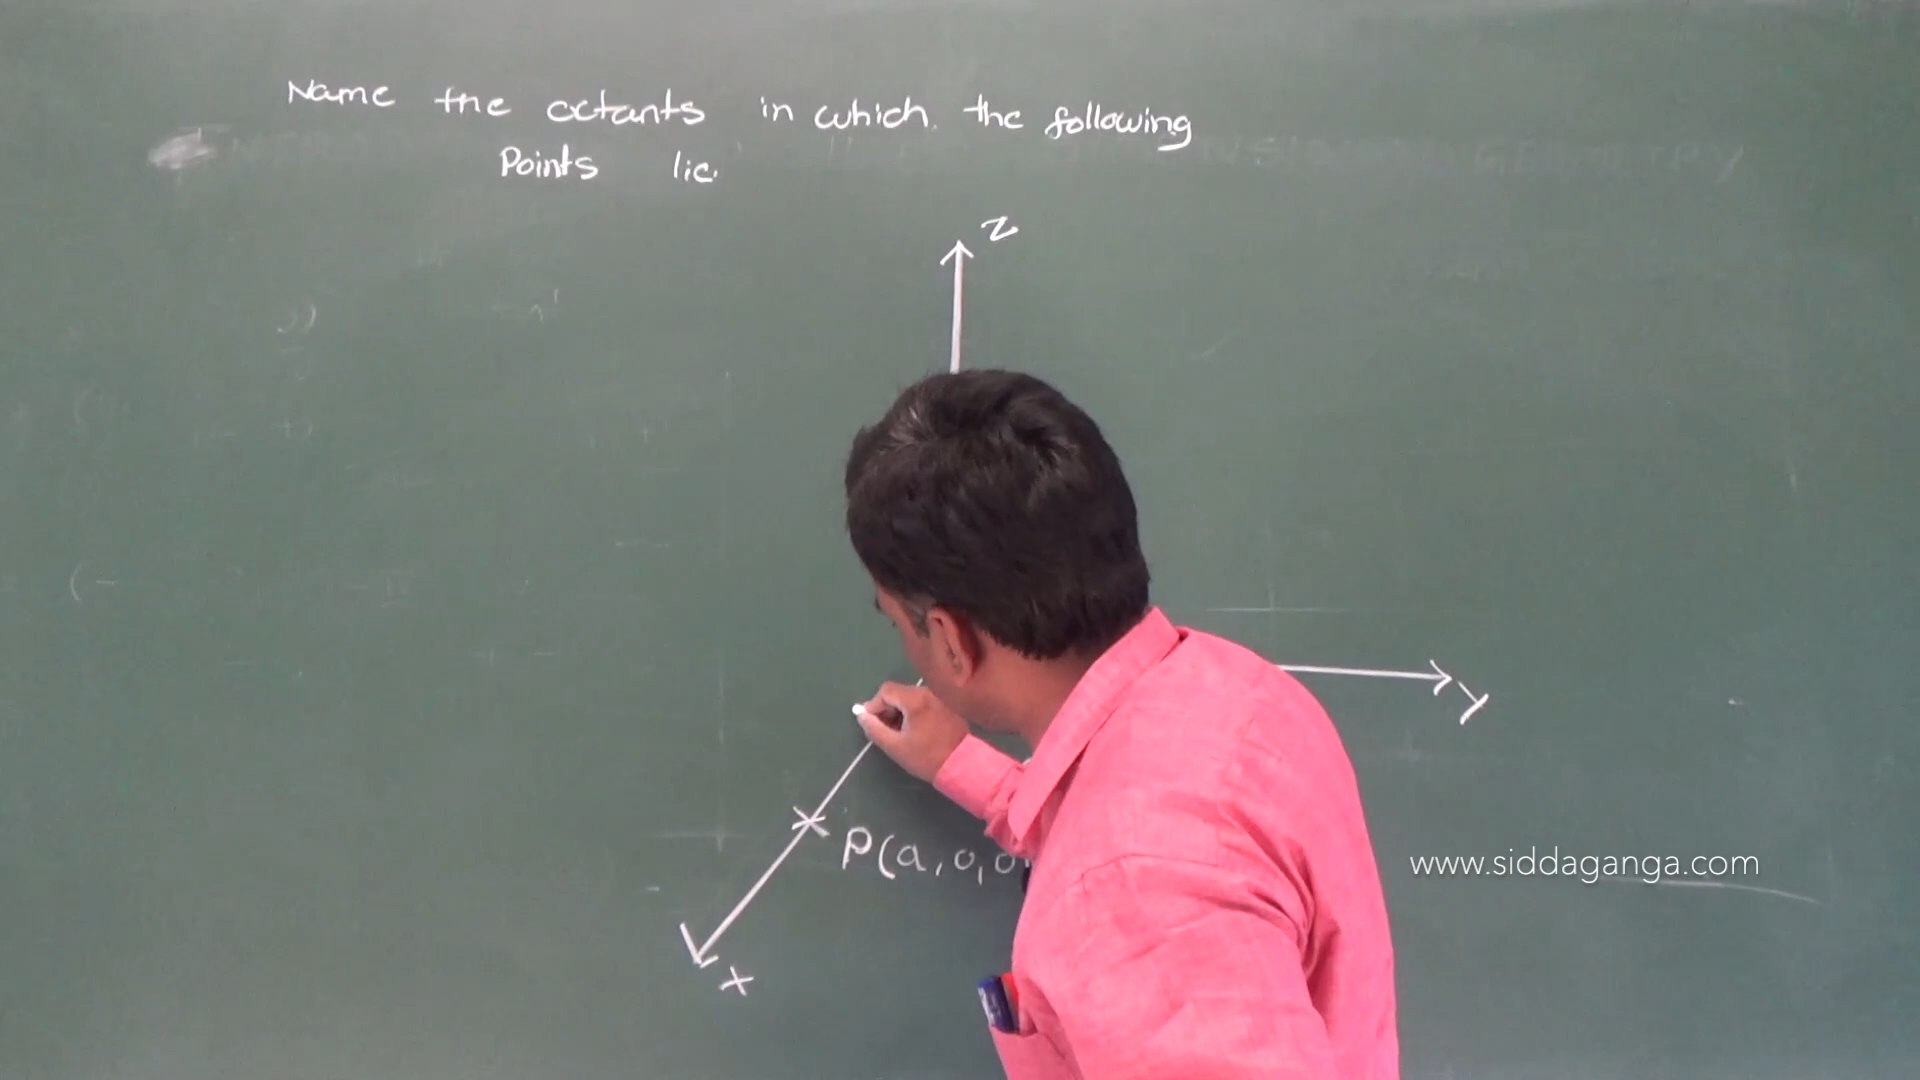 Name the octants in which the following
Points lie.
Z
Y
P(a,0,0
X
www.siddaganga.com